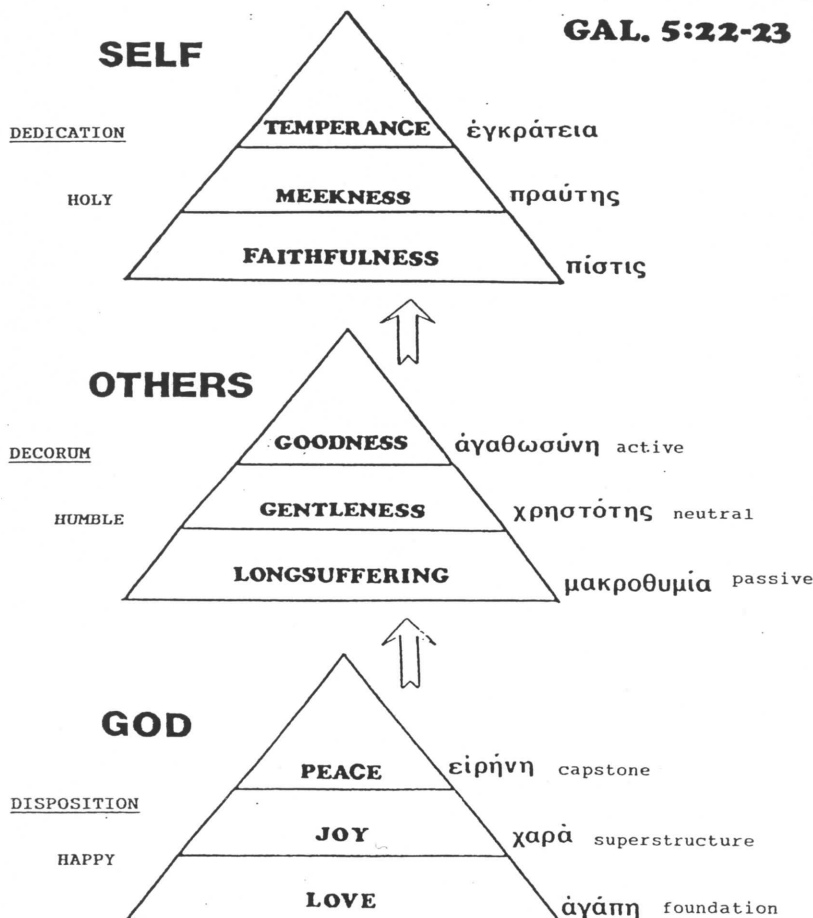 GAL. 5:22-23
SELF
DEDICATION
TEMPERANCE ἐγκράτεια
HOLY
MEEKNESS πραύτης
FAITHFULNESS πίστις
OTHERS
DECORUM
GOODNESS ἀγαθωσύνη active
HUMBLE
GENTLENESS χρηστότης neutral
LONGSUFFERING μακροθυμία passive
GOD
DISPOSITION
PEACE εἰρήνη capstone
HAPPY
JOY χαρὰ superstructure
LOVE ἀγάπη foundation